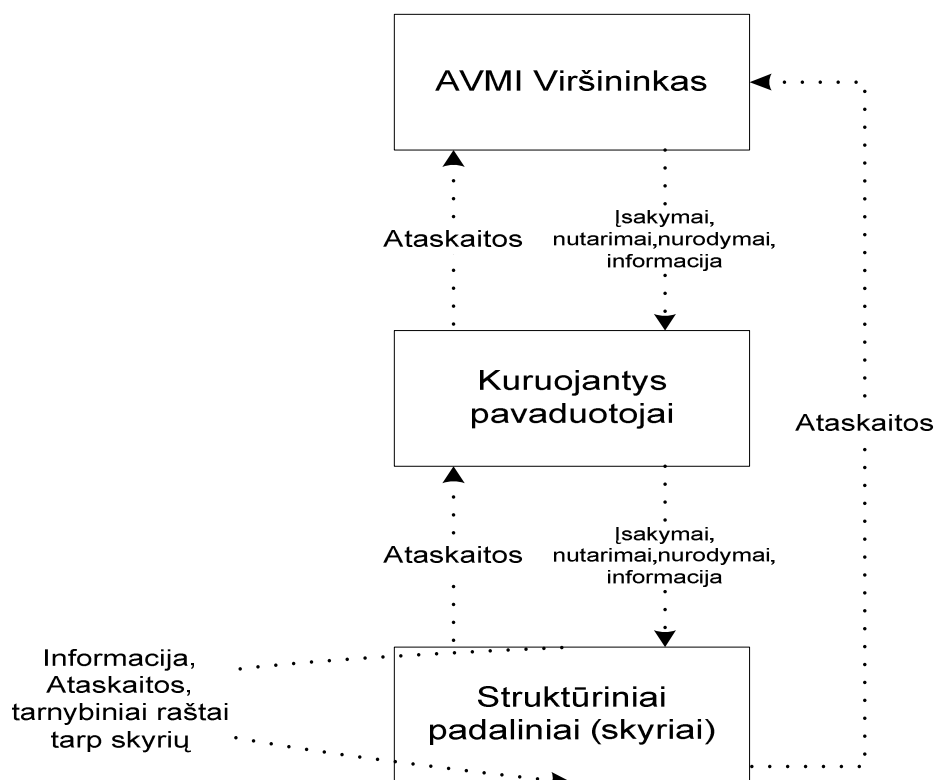 AVMI Viršininkas
Ataskaitos
Įsakymai,
nutarimai,nurodymai,
informacija
Kuruojantys
pavaduotojai
Ataskaitos
Ataskaitos
Įsakymai,
nutarimai,nurodymai,
informacija
Informacija,
Ataskaitos,
tarnybiniai raštai
tarp skyrių
Struktūriniai
padaliniai (skyriai)